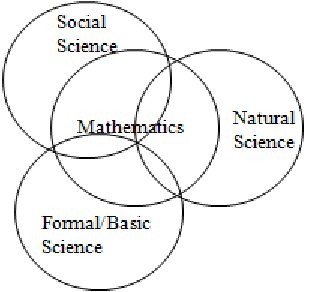 Social
Science
Mathematics
Natural
Science
Formal/Basic
Science